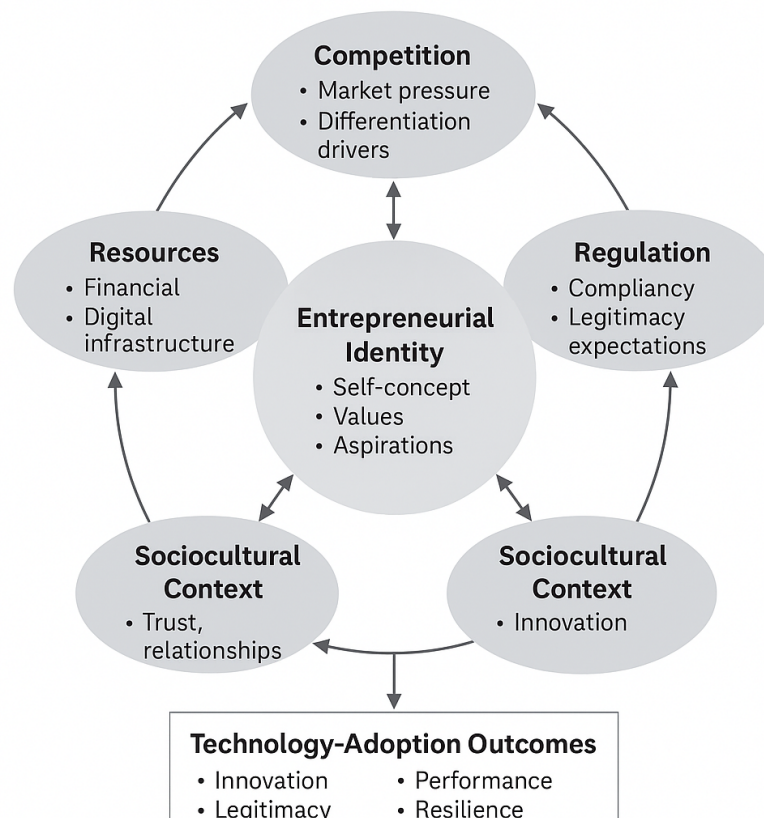 Competition
• Market pressure
• Differentiation
drivers
Resources
• Financial
• Digital
infrastructure
Regulation
• Compliancy
• Legitimacy
expectations
Entrepreneurial
Identity
• Self-concept
• Values
• Aspirations
Sociocultural
Context
• Trust,
relationships
Sociocultural
Context
• Innovation
Technology-Adoption Outcomes
• Innovation
• Performance
• Legitimacy
• Resilience